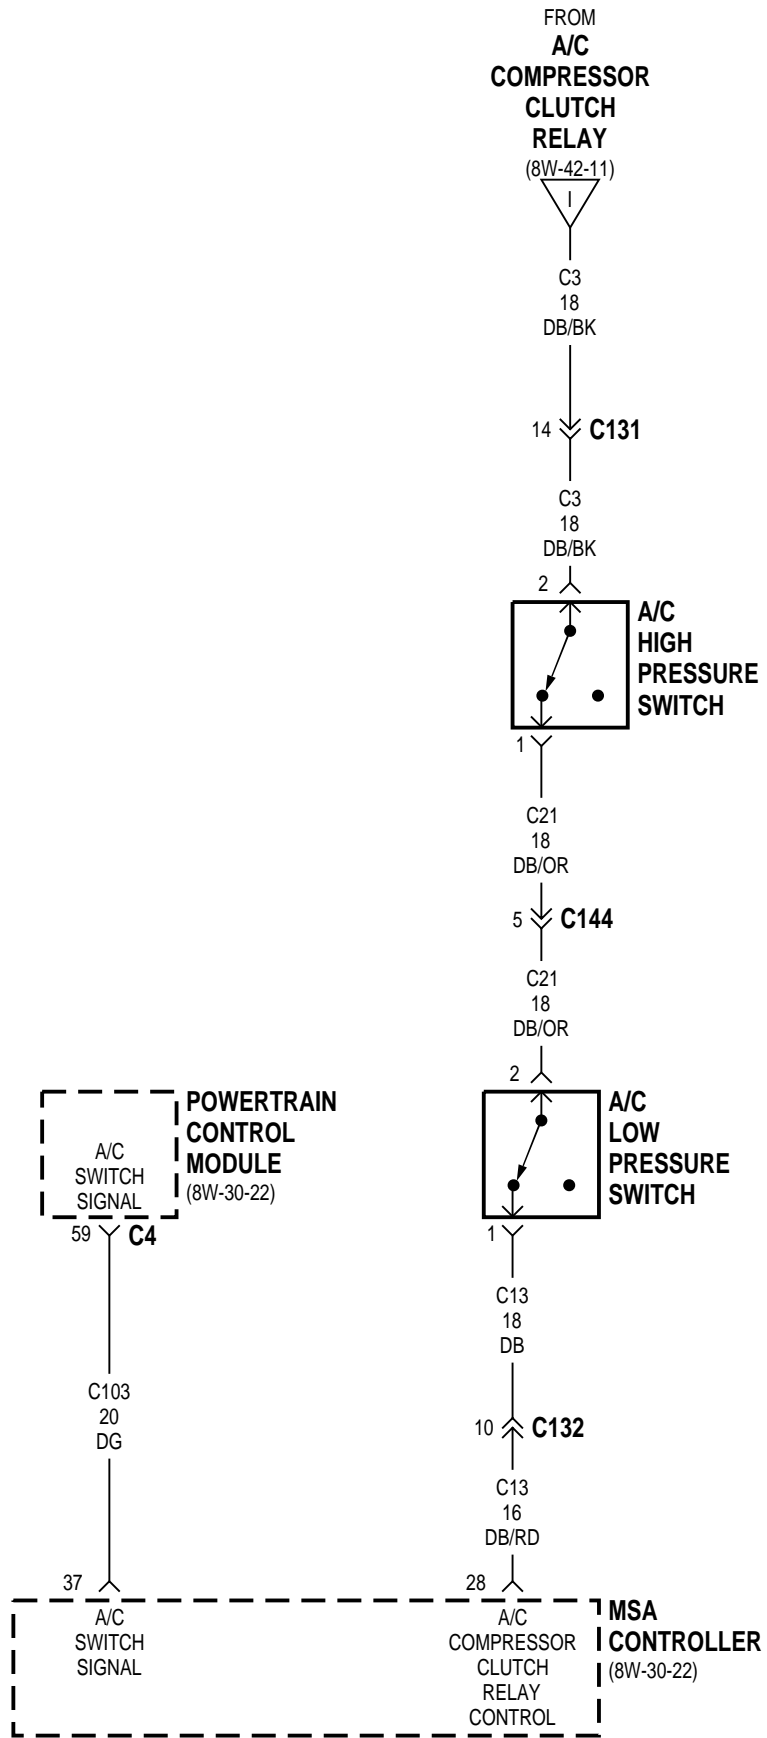 FROM
A/C
COMPRESSOR
CLUTCH
RELAY
(8W-42-11)
I
C3
18
DB/BK
14 C131
C3
18
DB/BK
2
A/C
HIGH
PRESSURE
SWITCH
1
C21
18
DB/OR
5 C144
C21
18
DB/OR
2
A/C
LOW
PRESSURE
SWITCH
1
C13
18
DB
10 C132
C13
16
DB/RD
28
POWERTRAIN
CONTROL
MODULE
(8W-30-22)
A/C
SWITCH
SIGNAL
59 C4
C103
20
DG
37
A/C
SWITCH
SIGNAL
A/C
COMPRESSOR
CLUTCH
RELAY
CONTROL
MSA
CONTROLLER
(8W-30-22)